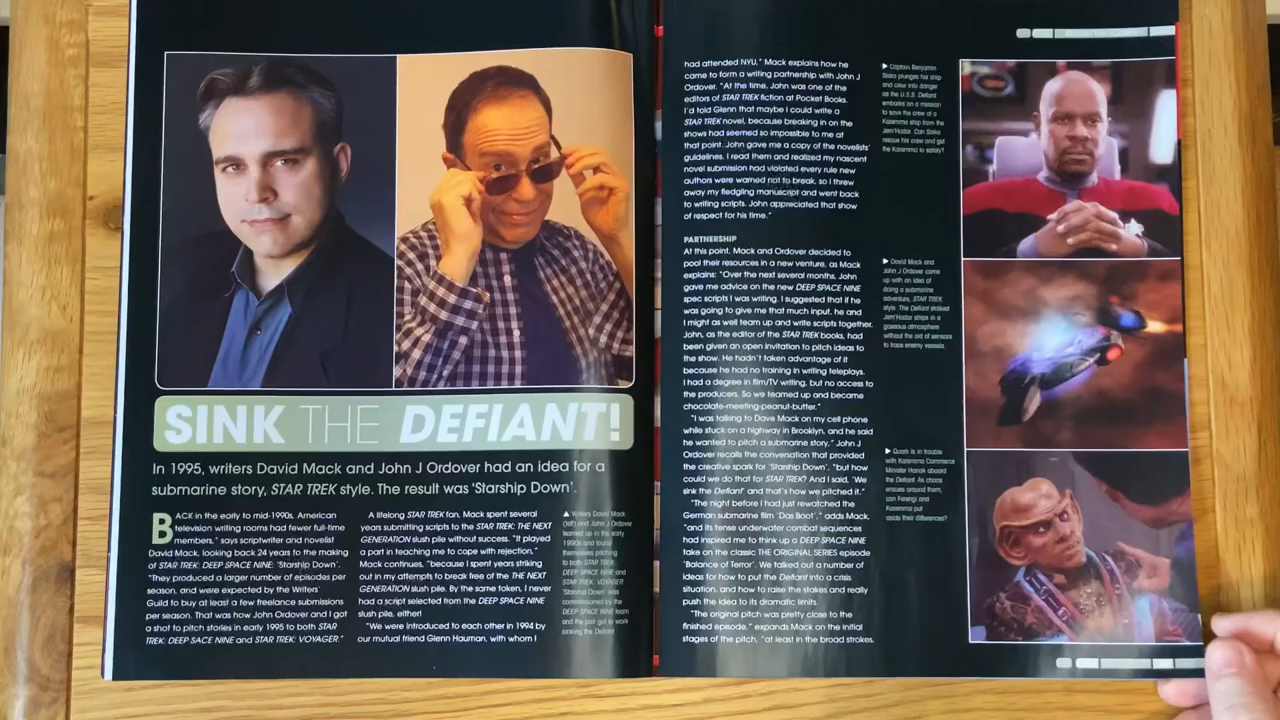 SINK THE DEFIANT!
In 1995, writers David Mack and John J Ordover had an idea for a
submarine story, STAR TREK style. The result was 'Starship Down'.
BACK in the early to mid-1990s, American
television writing rooms had fewer full-time
members," says scriptwriter and novelist
David Mack, looking back 24 years to the making
of STAR TREK: DEEP SPACE NINE: 'Starship Down'.
"They produced a larger number of episodes per
season, and were expected by the Writers'
Guild to buy at least a few freelance submissions
per season. That was how John Ordover and I got
a shot to pitch stories in early 1995 to both STAR
TREK: DEEP SACE NINE and STAR TREK: VOYAGER."
A lifelong STAR TREK fan, Mack spent several
years submitting scripts to the STAR TREK: THE NEXT
GENERATION slush pile without success. "It played
a part in teaching me to cope with rejection,"
Mack continues, "because I spent years striking
out in my attempts to break free of the THE NEXT
GENERATION slush pile. By the same token, I never
had a script selected from the DEEP SPACE NINE
slush pile, either!
"We were introduced to each other in 1994 by
our mutual friend Glenn Hauman, with whom I
▲ Writers David Mack
(left) and John J Ordover
teamed up in the early
1990s and found
themselves pitching
to both STAR TREK:
DEEP SPACE NINE and
STAR TREK: VOYAGER.
'Starship Down' was
commissioned by the
DEEP SPACE NINE team
and the pair got to work
sinking the Defiant!
had attended NYU," Mack explains how he
came to form a writing partnership with John J
Ordover. "At the time, John was one of the
editors of STAR TREK fiction at Pocket Books.
I'd told Glenn that maybe I could write a
STAR TREK novel, because breaking in on the
shows had seemed so impossible to me at
that point. John gave me a copy of the novelists'
guidelines. I read them and realized my nascent
novel submission had violated every rule new
authors were warned not to break, so I threw
away my fledgling manuscript and went back
to writing scripts. John appreciated that show
of respect for his time."
PARTNERSHIP
At this point, Mack and Ordover decided to
pool their resources in a new venture, as Mack
explains: "Over the next several months, John
gave me advice on the new DEEP SPACE NINE
spec scripts I was writing. I suggested that if he
was going to give me that much input, he and
I might as well team up and write scripts together.
John, as the editor of the STAR TREK books, had
been given an open invitation to pitch ideas to
the show. He hadn't taken advantage of it
because he had no training in writing teleplays.
I had a degree in film/TV writing, but no access to
the producers. So we teamed up and became
chocolate-meeting-peanut-butter."
"I was talking to Dave Mack on my cell phone
while stuck on a highway in Brooklyn, and he said
he wanted to pitch a submarine story," John J
Ordover recalls the conversation that provided
the creative spark for 'Starship Down', "but how
could we do that for STAR TREK? And I said, 'We
sink the Defiant' and that's how we pitched it."
"The night before I had just rewatched the
German submarine film 'Das Boot'," adds Mack,
"and its tense underwater combat sequences
had inspired me to think up a DEEP SPACE NINE
take on the classic THE ORIGINAL SERIES episode
'Balance of Terror'. We talked out a number of
ideas for how to put the Defiant into a crisis
situation, and how to raise the stakes and really
push the idea to its dramatic limits.
"The original pitch was pretty close to the
finished episode," expands Mack on the initial
stages of the pitch, "at least in the broad strokes.
▶ Captain Benjamin
Sisko plunges his ship
and crew into danger
as the U.S.S. Defiant
embarks on a mission
to save the crew of a
Karemma ship from the
Jem'Hadar. Can Sisko
rescue his crew and get
the Karemma to safety?
▶ David Mack and
John J Ordover came
up with an idea of
doing a submarine
adventure, STAR TREK
style. The Defiant stalked
Jem'Hadar ships in a
gaseous atmosphere
without the aid of sensors
to trace enemy vessels.
▶ Quark is in trouble
with Karemma Commerce
Minister Hanok aboard
the Defiant. As chaos
ensues around them,
can Ferengi and
Karemma put
aside their differences?